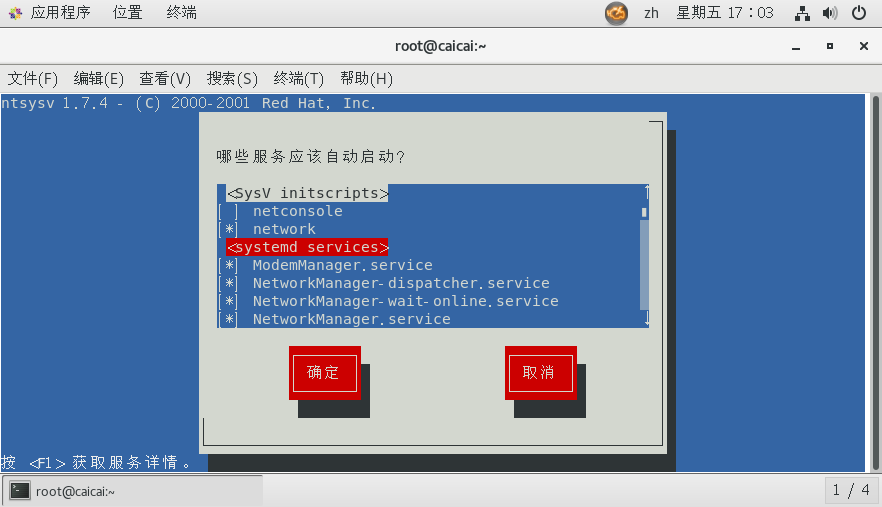 应用程序 位置 终端 zh 星期五 17：03
root@caicai:~
文件(F) 编辑(E) 查看(V) 搜索(S) 终端(T) 帮助(H)
ntsysv 1.7.4 - (C) 2000-2001 Red Hat, Inc.
哪些服务应该自动启动?
<SysV initscripts>
[ ] netconsole
[*] network
<systemd services>
[*] ModemManager.service
[*] NetworkManager-dispatcher.service
[*] NetworkManager-wait-online.service
[*] NetworkManager.service
确定 取消
按 <F1> 获取服务详情。
root@caicai:~ 1 / 4